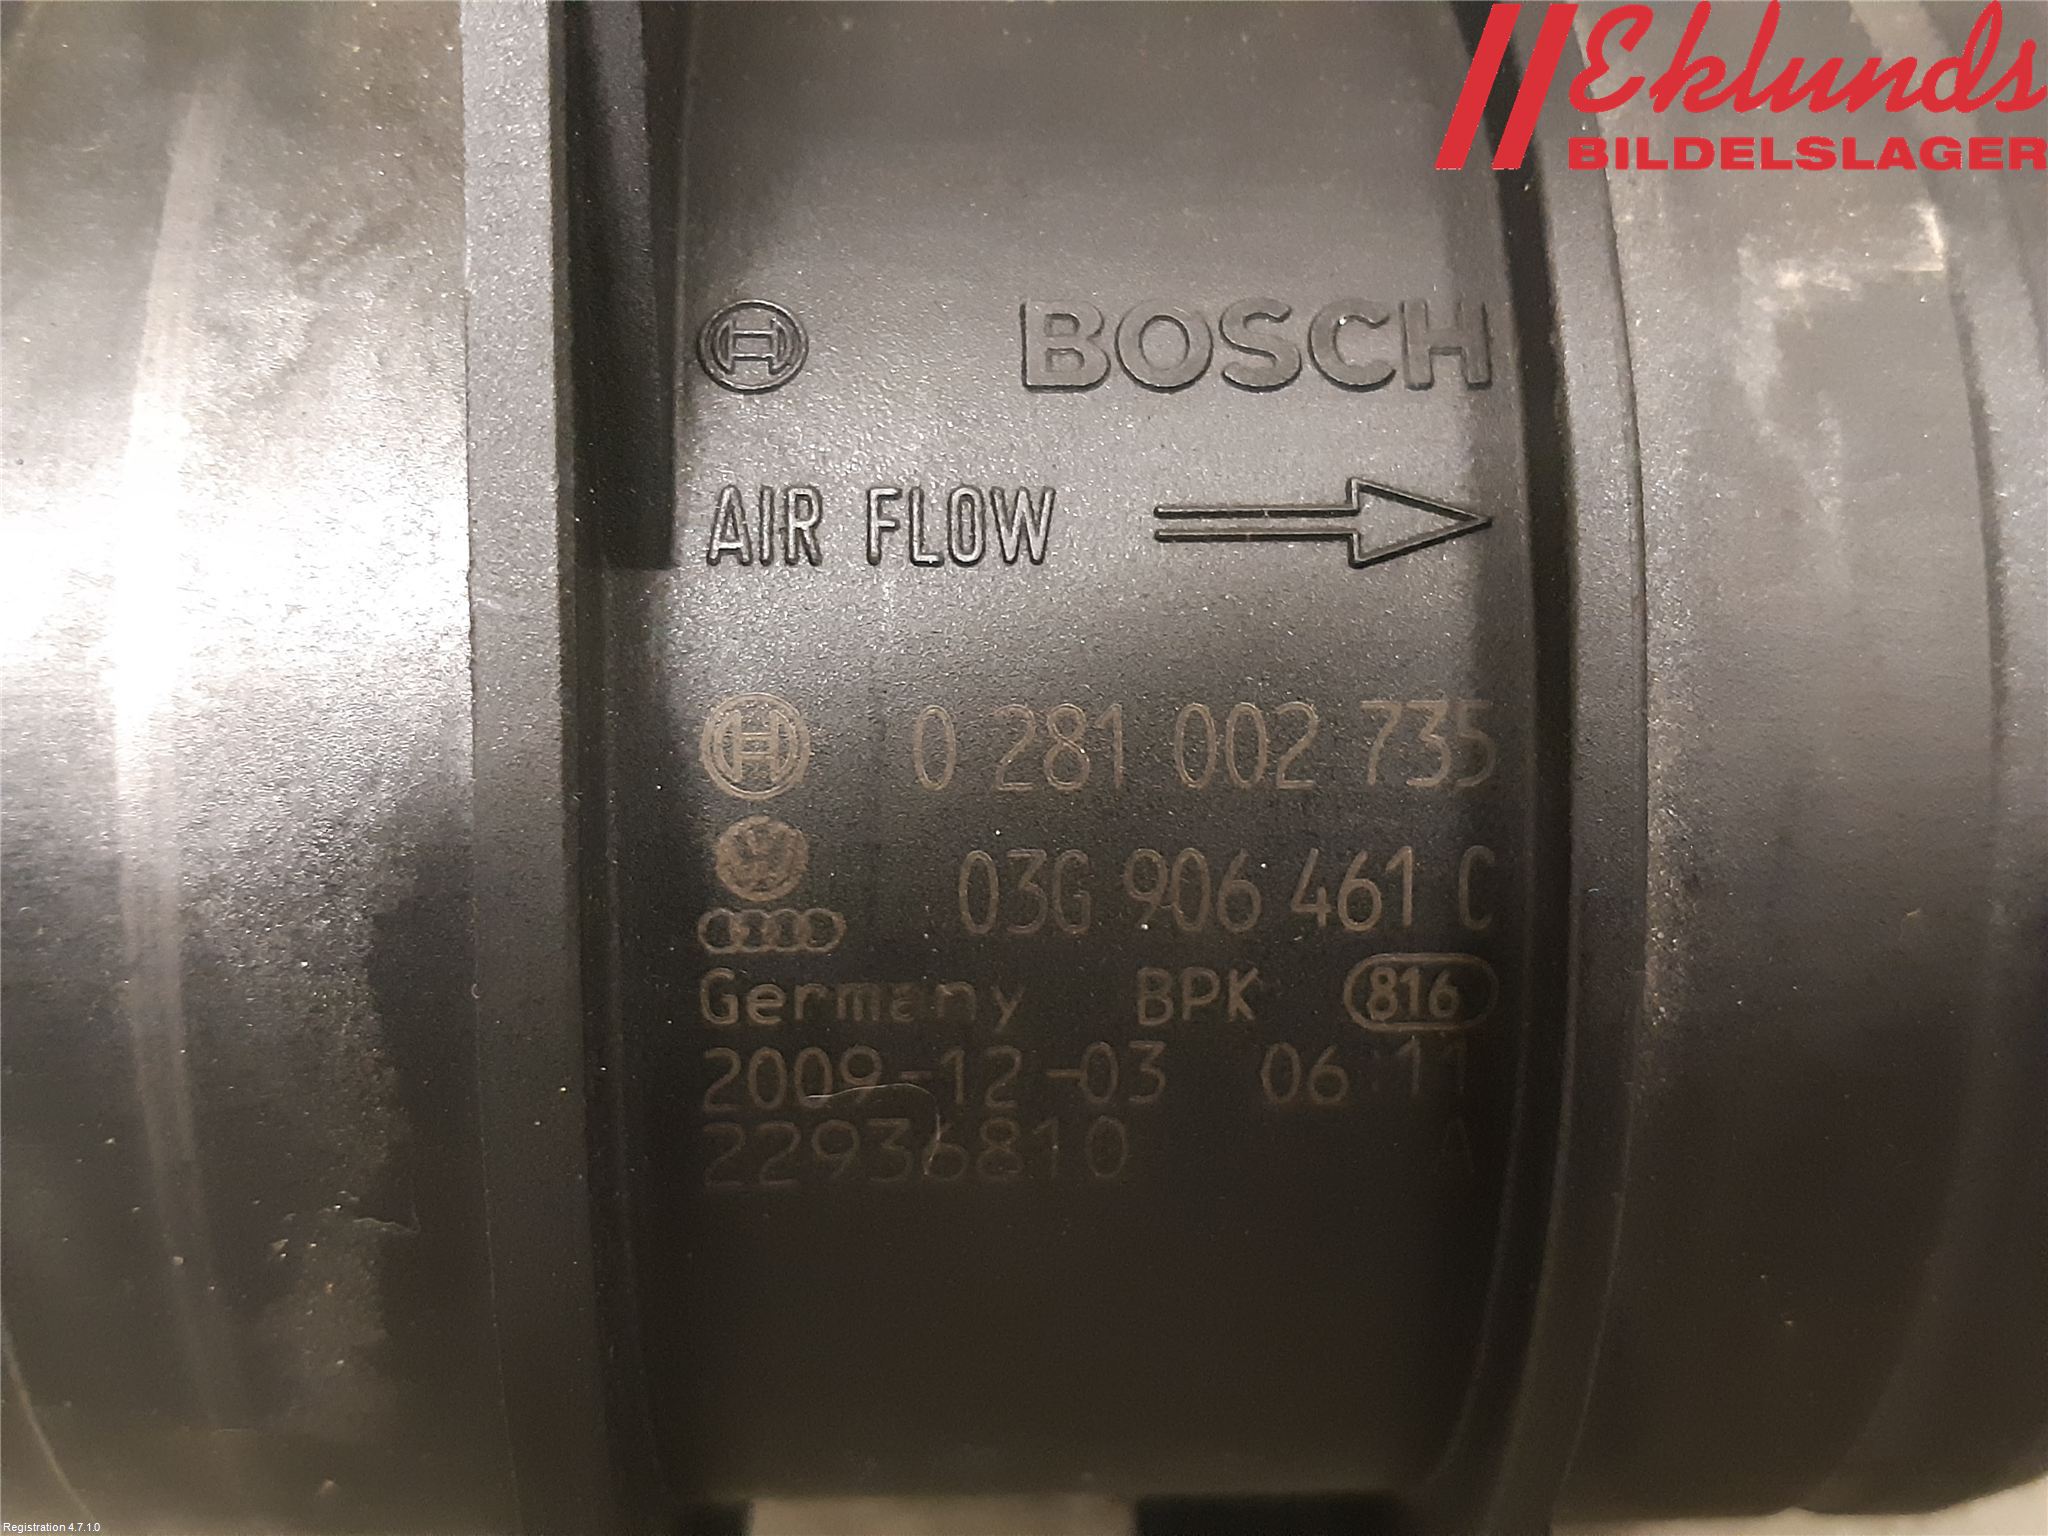 Eklunds
BILDELSLAGER
BOSCH
AIR FLOW
0 281 002 735
03G 906 461 C
Germany BPK 816
2009-12-03 06:11
22936810 A
Registration 4.7.1.0